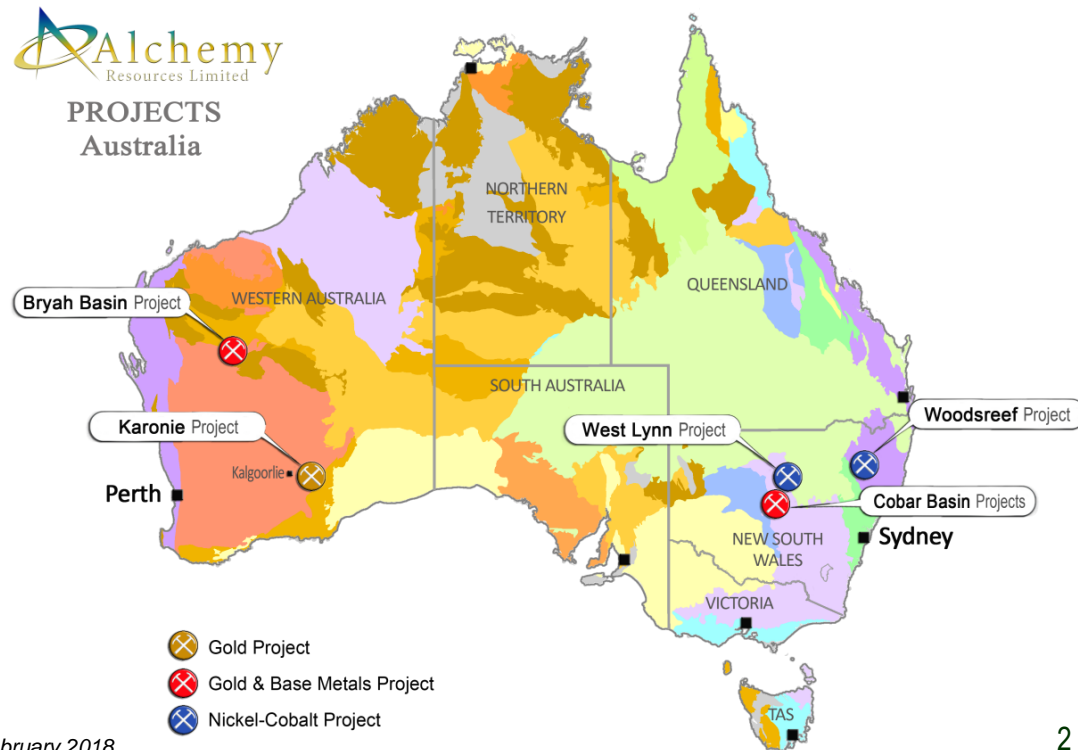 Alchemy
Resources Limited
PROJECTS
Australia
NORTHERN
TERRITORY
QUEENSLAND
WESTERN AUSTRALIA
Bryah Basin Project
SOUTH AUSTRALIA
Karonie Project
West Lynn Project
Woodsreef Project
Kalgoorlie
Perth
Cobar Basin Projects
NEW SOUTH
WALES
Sydney
VICTORIA
Gold Project
Gold & Base Metals Project
Nickel-Cobalt Project
TAS
bruary 2018
2